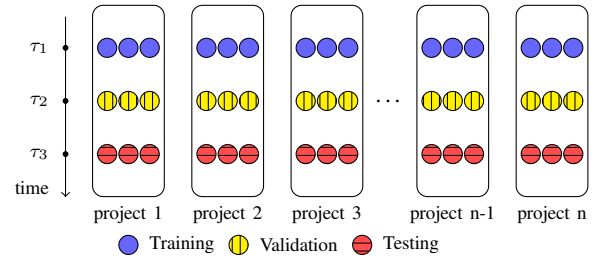 τ1
τ2
...
τ3
time
project 1 project 2 project 3 project n-1 project n
Training Validation Testing